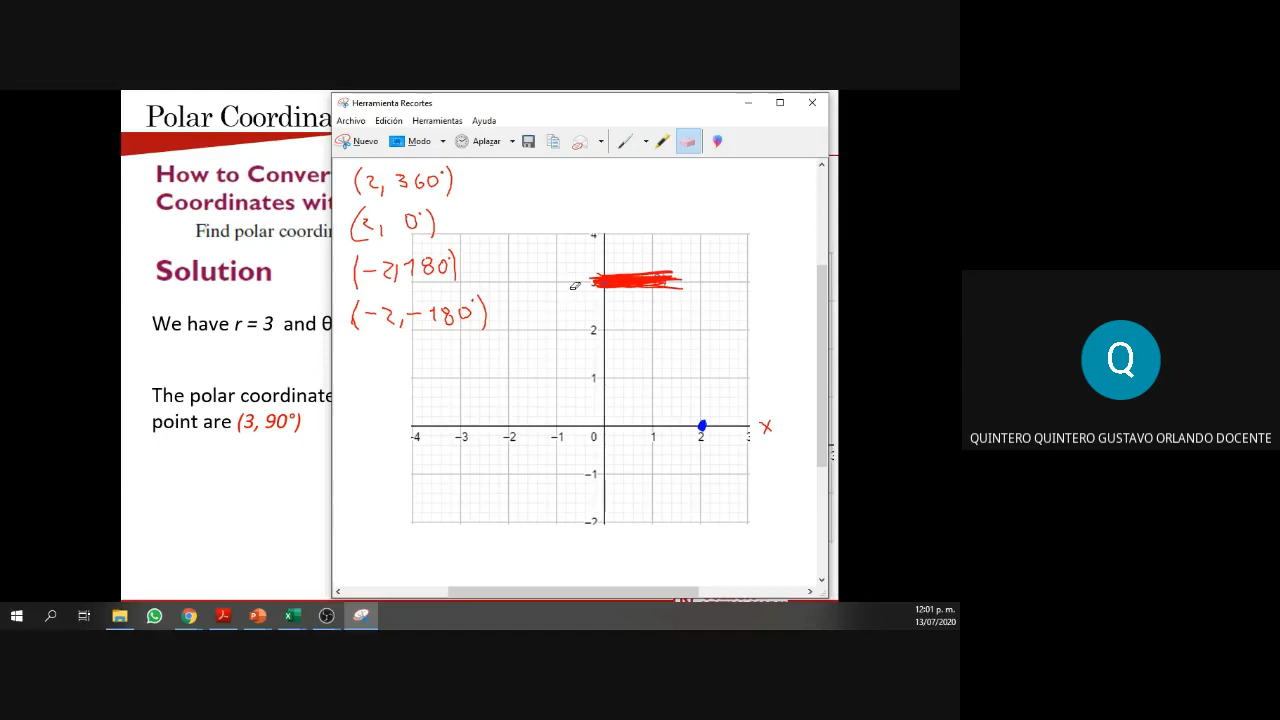 Polar Coordina
How to Conver
Coordinates wit
Find polar coordi
Solution
We have r = 3 and θ
The polar coordinate
point are (3, 90°)
Herramienta Recortes
Archivo Edición Herramientas Ayuda
Nuevo Modo Aplazar
(2, 360°)
(2, 0°)
(-2, 180°)
(-2, -180°)
4
2
1
-4 -3 -2 -1 0 1 2 3 x
-1
-2
Q
QUINTERO QUINTERO GUSTAVO ORLANDO DOCENTE
12:01 p. m.
13/07/2020